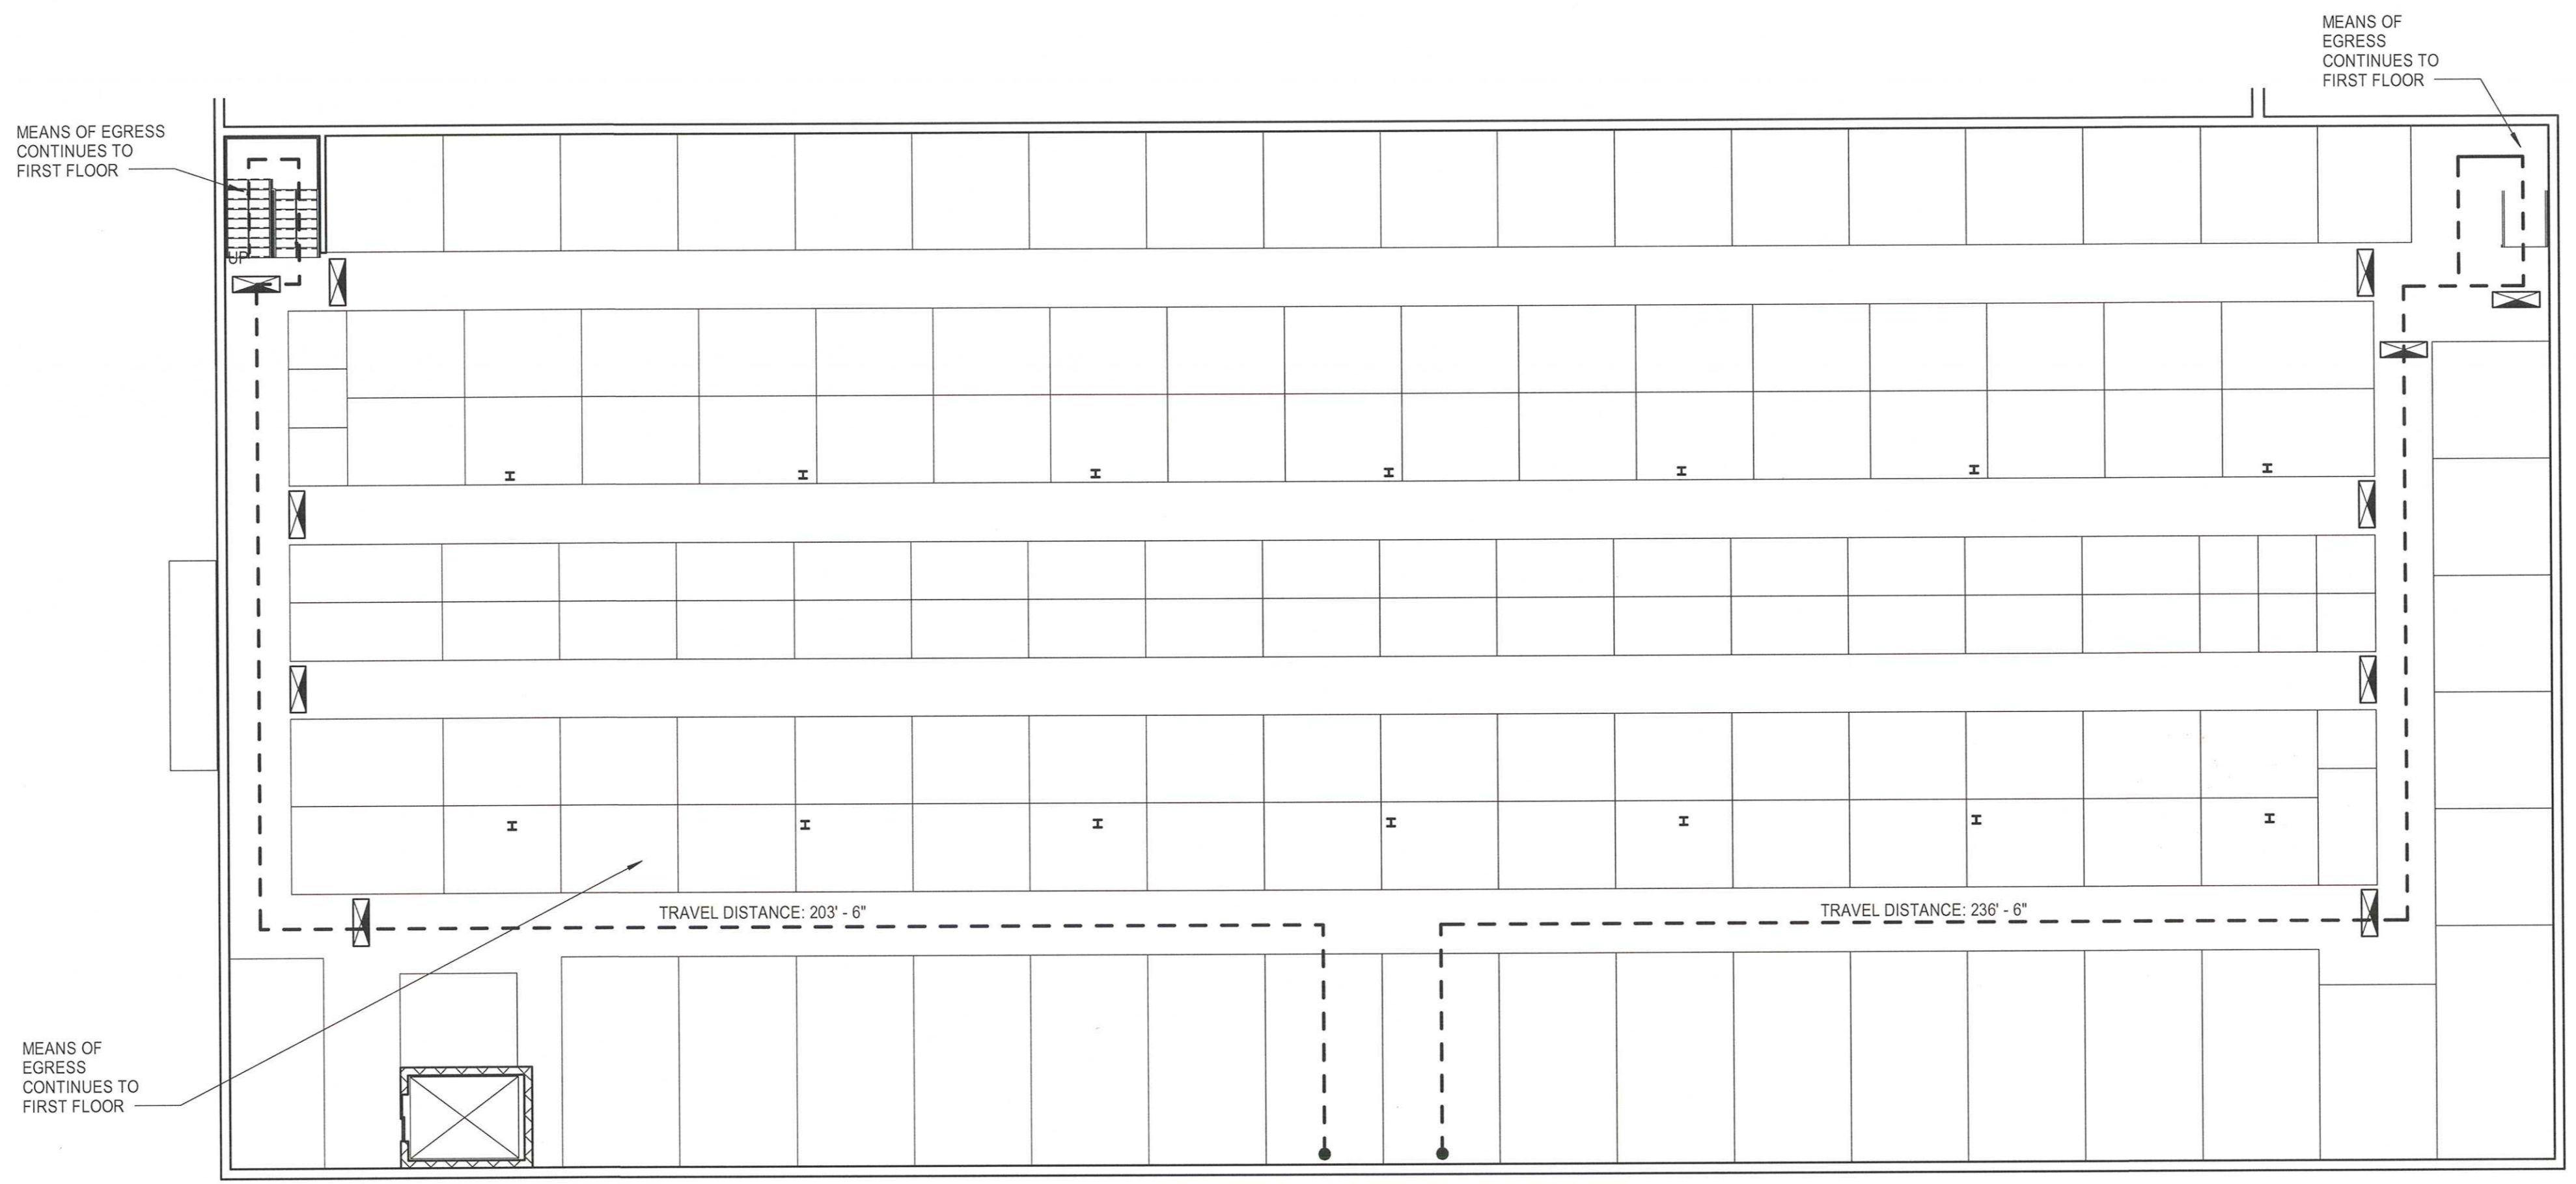 MEANS OF
EGRESS
CONTINUES TO
FIRST FLOOR
MEANS OF EGRESS
CONTINUES TO
FIRST FLOOR
UP
TRAVEL DISTANCE: 203' - 6"
TRAVEL DISTANCE: 236' - 6"
MEANS OF
EGRESS
CONTINUES TO
FIRST FLOOR